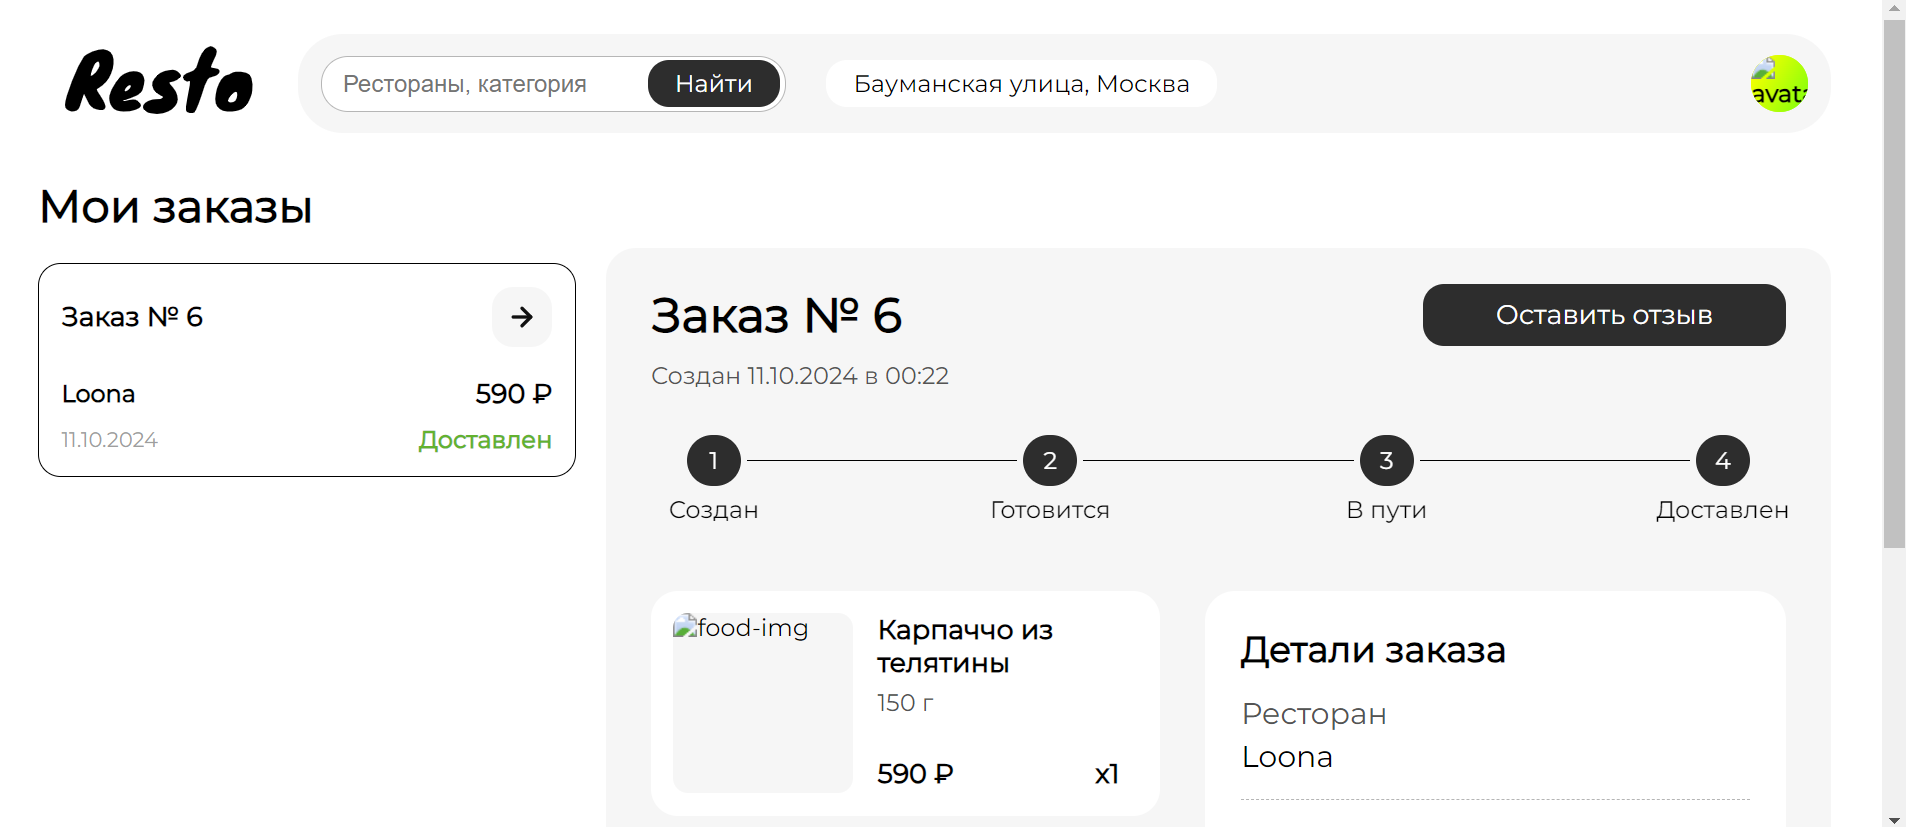 Resto
Рестораны, категория
Найти
Бауманская улица, Москва
avata
Мои заказы
Заказ № 6
Loona
590 ₽
11.10.2024
Доставлен
Заказ № 6
Оставить отзыв
Создан 11.10.2024 в 00:22
1
2
3
4
Создан
Готовится
В пути
Доставлен
food-img
Карпаччо из
телятины
150 г
590 ₽
x1
Детали заказа
Ресторан
Loona